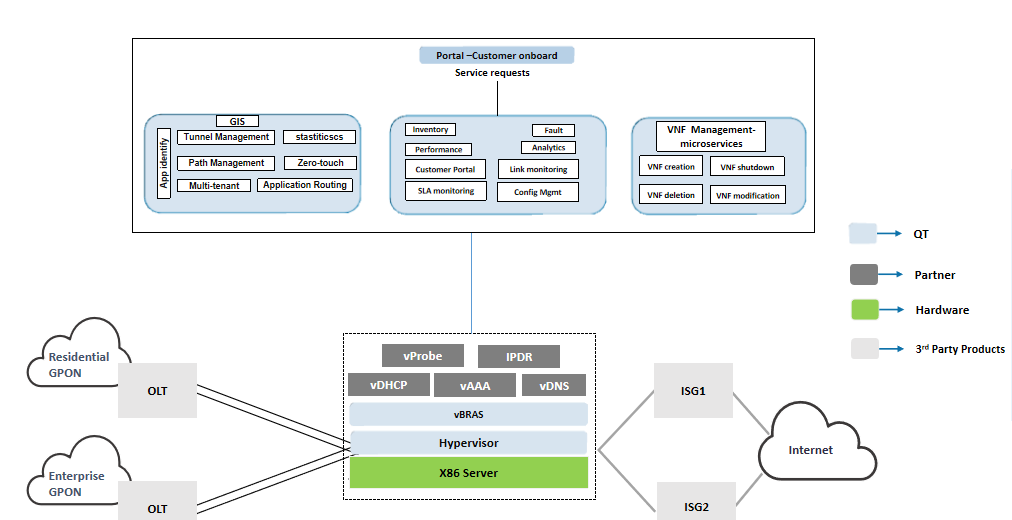 Portal –Customer onboard
Service requests
GIS
App identify
Tunnel Management
stastiticscs
Path Management
Zero-touch
Multi-tenant
Application Routing
Inventory
Fault
Performance
Analytics
Customer Portal
Link monitoring
SLA monitoring
Config Mgmt
VNF Management-
microservices
VNF creation
VNF shutdown
VNF deletion
VNF modification
QT
Partner
Hardware
3rd Party Products
Residential
GPON
OLT
Enterprise
GPON
OLT
vProbe
IPDR
vDHCP
vAAA
vDNS
vBRAS
Hypervisor
X86 Server
ISG1
ISG2
Internet